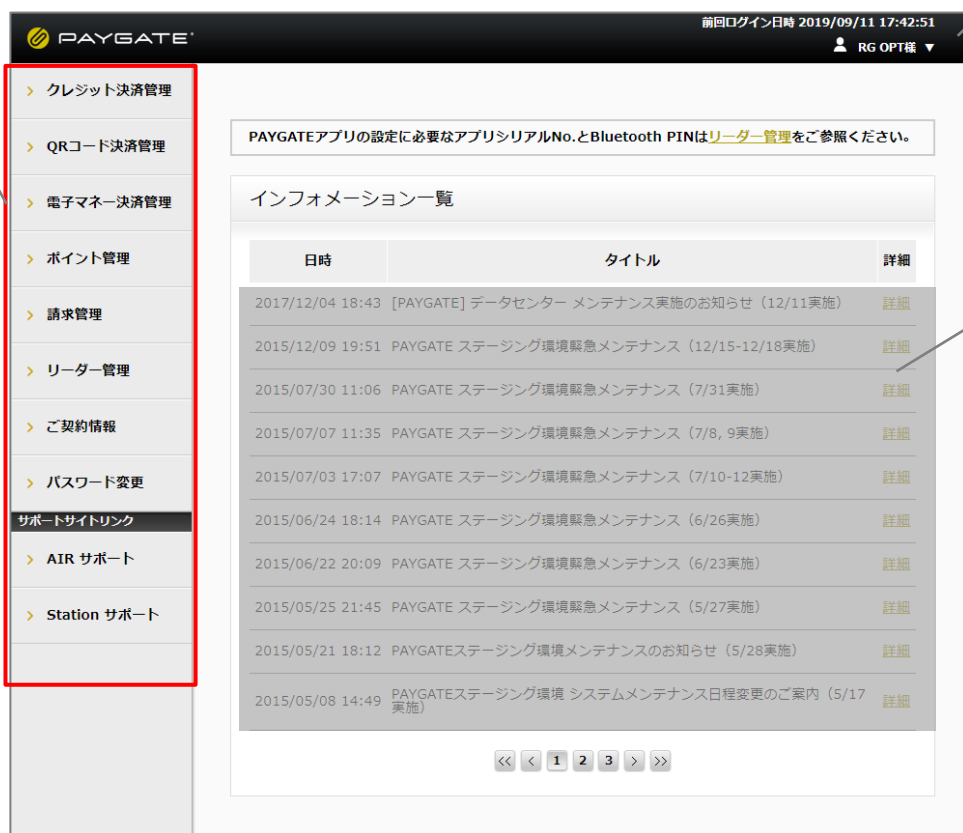 前回ログイン日時 2019/09/11 17:42:51
PAYGATE
RG OPT様 ▼
クレジット決済管理
QRコード決済管理
電子マネー決済管理
ポイント管理
請求管理
リーダー管理
ご契約情報
パスワード変更
サポートサイトリンク
AIR サポート
Station サポート
PAYGATEアプリの設定に必要なアプリシリアルNo.とBluetooth PINはリーダー管理をご参照ください。
インフォメーション一覧
日時 タイトル 詳細
2017/12/04 18:43 [PAYGATE] データセンター メンテナンス実施のお知らせ（12/11実施） 詳細
2015/12/09 19:51 PAYGATE ステージング環境緊急メンテナンス（12/15-12/18実施） 詳細
2015/07/30 11:06 PAYGATE ステージング環境緊急メンテナンス（7/31実施） 詳細
2015/07/07 11:35 PAYGATE ステージング環境緊急メンテナンス（7/8, 9実施） 詳細
2015/07/03 17:07 PAYGATE ステージング環境緊急メンテナンス（7/10-12実施） 詳細
2015/06/24 18:14 PAYGATE ステージング環境緊急メンテナンス（6/26実施） 詳細
2015/06/22 20:09 PAYGATE ステージング環境緊急メンテナンス（6/23実施） 詳細
2015/05/25 21:45 PAYGATE ステージング環境緊急メンテナンス（5/27実施） 詳細
2015/05/21 18:12 PAYGATEステージング環境メンテナンスのお知らせ（5/28実施） 詳細
2015/05/08 14:49 PAYGATEステージング環境 システムメンテナンス日程変更のご案内（5/17
実施） 詳細
<< < 1 2 3 > >>